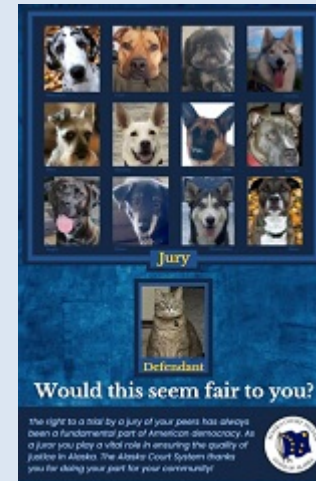 Jury
Defendant
Would this seem fair to you?
The right to a trial by a jury of your peers has always
been a fundamental part of American democracy. As
a juror you play a vital role in ensuring the quality of
justice in Alaska. The Alaska Court System thanks
you for doing your part for your community!